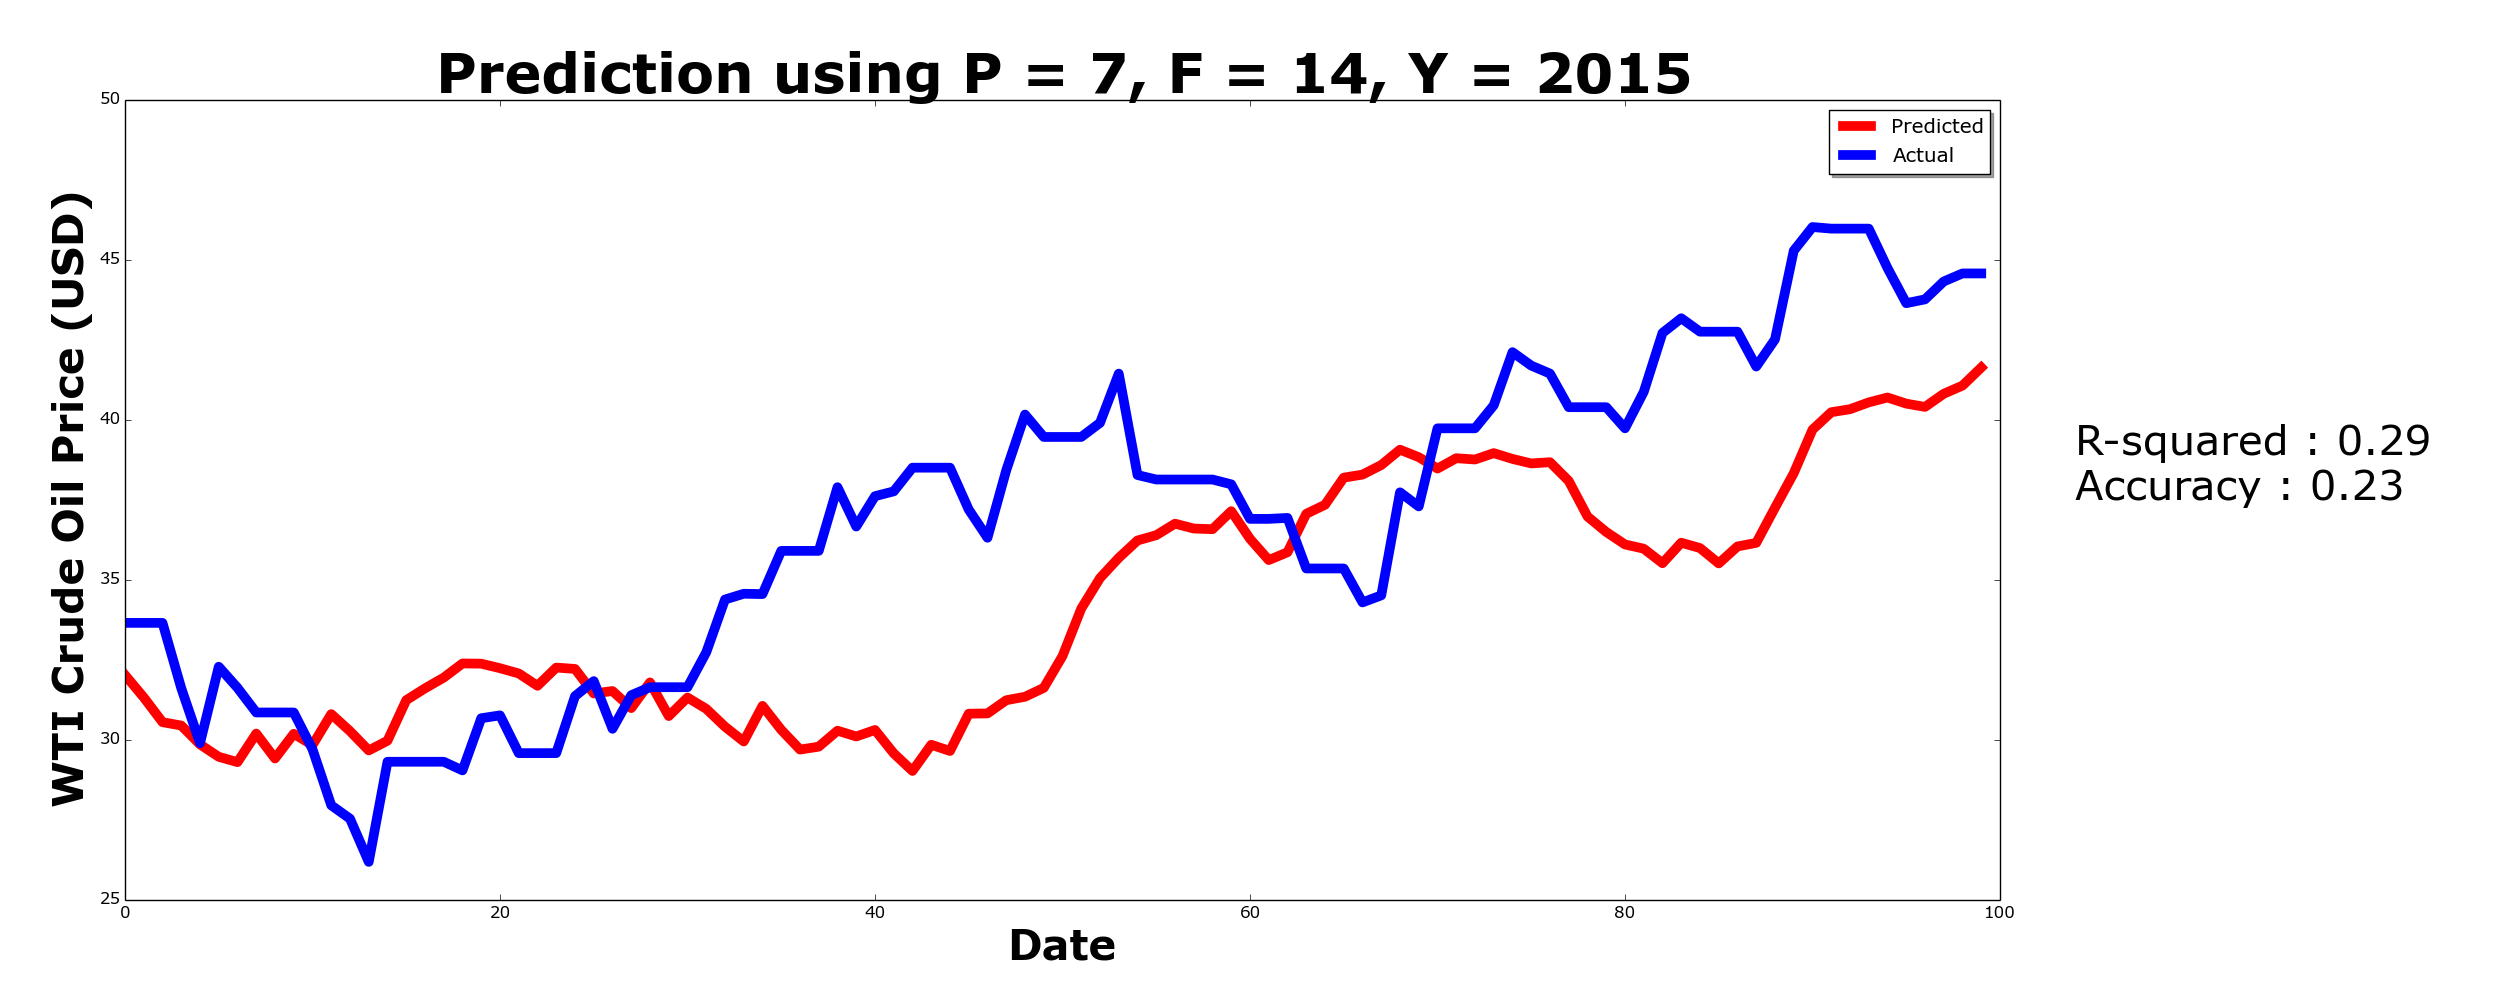 Prediction using P = 7, F = 14, Y = 2015
Predicted
Actual
50
45
40
35
30
25
WTI Crude Oil Price (USD)
0 20 40 60 80 100
Date
R-squared : 0.29
Accuracy : 0.23